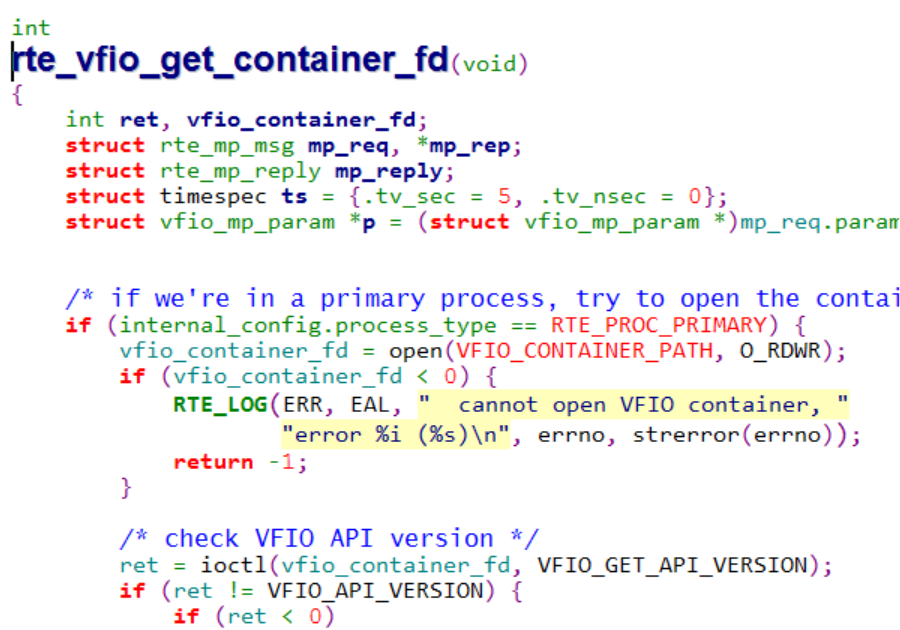 int
rte_vfio_get_container_fd(void)
{
    int ret, vfio_container_fd;
    struct rte_mp_msg mp_req, *mp_rep;
    struct rte_mp_reply mp_reply;
    struct timespec ts = {.tv_sec = 5, .tv_nsec = 0};
    struct vfio_mp_param *p = (struct vfio_mp_param *)mp_req.param
    /* if we're in a primary process, try to open the contai
    if (internal_config.process_type == RTE_PROC_PRIMARY) {
        vfio_container_fd = open(VFIO_CONTAINER_PATH, O_RDWR);
        if (vfio_container_fd < 0) {
            RTE_LOG(ERR, EAL, "  cannot open VFIO container, "
                    "error %i (%s)\n", errno, strerror(errno));
            return -1;
        }
        /* check VFIO API version */
        ret = ioctl(vfio_container_fd, VFIO_GET_API_VERSION);
        if (ret != VFIO_API_VERSION) {
            if (ret < 0)